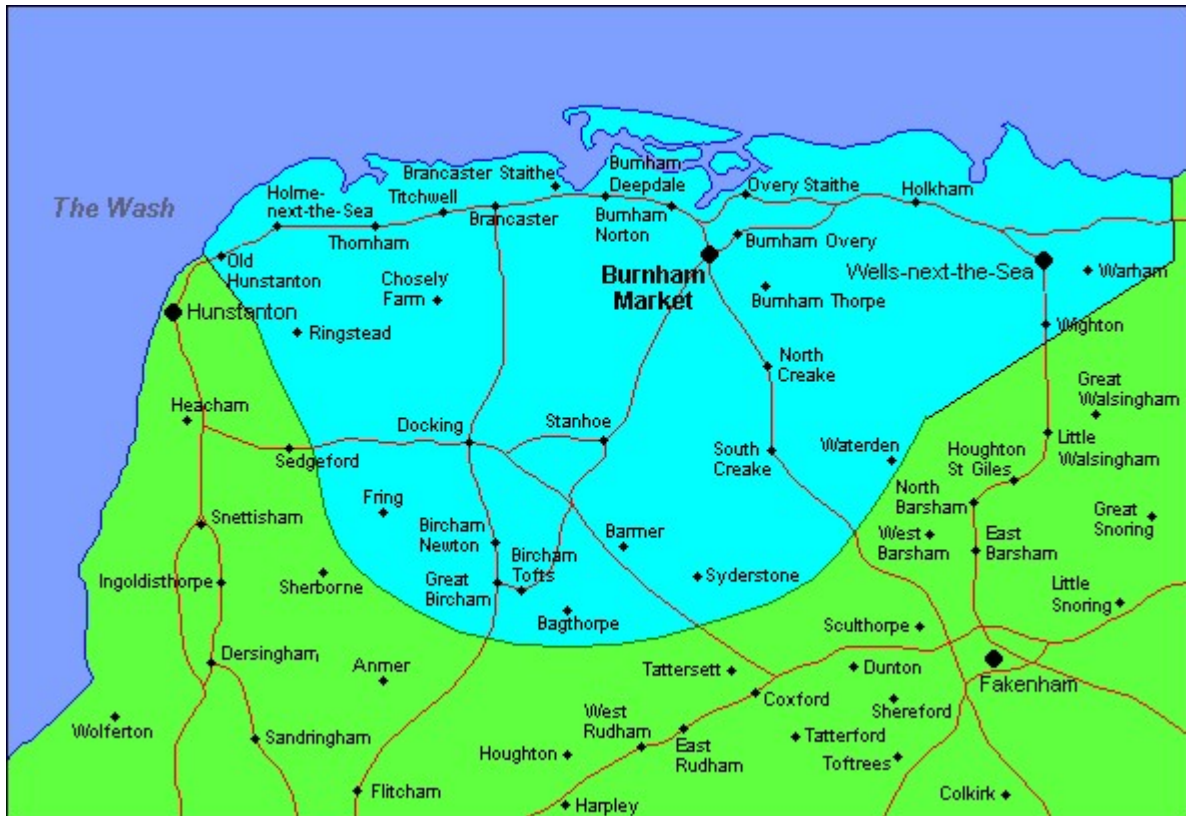 Brancaster Staithe
Burnham
Deepdale
Overy Staithe
Holkham
Titchwell
Holme-
next-the-Sea
The Wash
Brancaster
Burnham
Norton
Thornham
Burnham Overy
Old
Hunstanton
Chosely
Farm
Burnham
Market
Wells-next-the-Sea
Warham
Burnham Thorpe
Hunstanton
Ringstead
Wighton
North
Creake
Great
Walsingham
Heacham
Docking
Stanhoe
South
Creake
Waterden
Houghton
St Giles
Little
Walsingham
Sedgeford
Fring
North
Barsham
Great
Snoring
Snettisham
Bircham
Newton
Barmer
West
Barsham
East
Barsham
Bircham
Tofts
Ingoldisthorpe
Sherborne
Great
Bircham
Syderstone
Little
Snoring
Bagthorpe
Sculthorpe
Dersingham
Anmer
Tattersett
Dunton
Fakenham
Coxford
Shereford
Wolferton
Sandringham
West
Rudham
Houghton
East
Rudham
Tatterford
Toftrees
Flitcham
Harpley
Colkirk